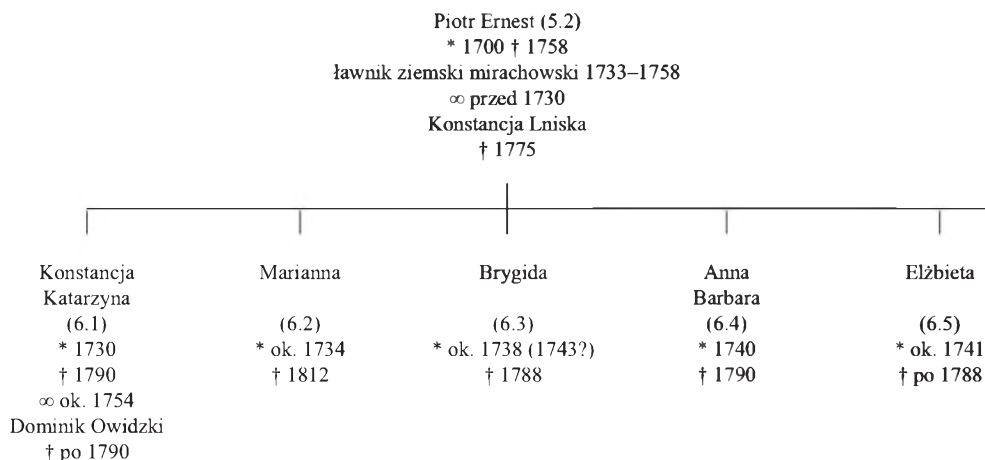 Piotr Ernest (5.2)
* 1700 † 1758
ławnik ziemski mirachowski 1733–1758
∞ przed 1730
Konstancja Lniska
† 1775
Konstancja
Katarzyna
(6.1)
* 1730
† 1790
∞ ok. 1754
Dominik Owidzki
† po 1790
Marianna
(6.2)
* ok. 1734
† 1812
Brygida
(6.3)
* ok. 1738 (1743?)
† 1788
Anna
Barbara
(6.4)
* 1740
† 1790
Elżbieta
(6.5)
* ok. 1741
† po 1788